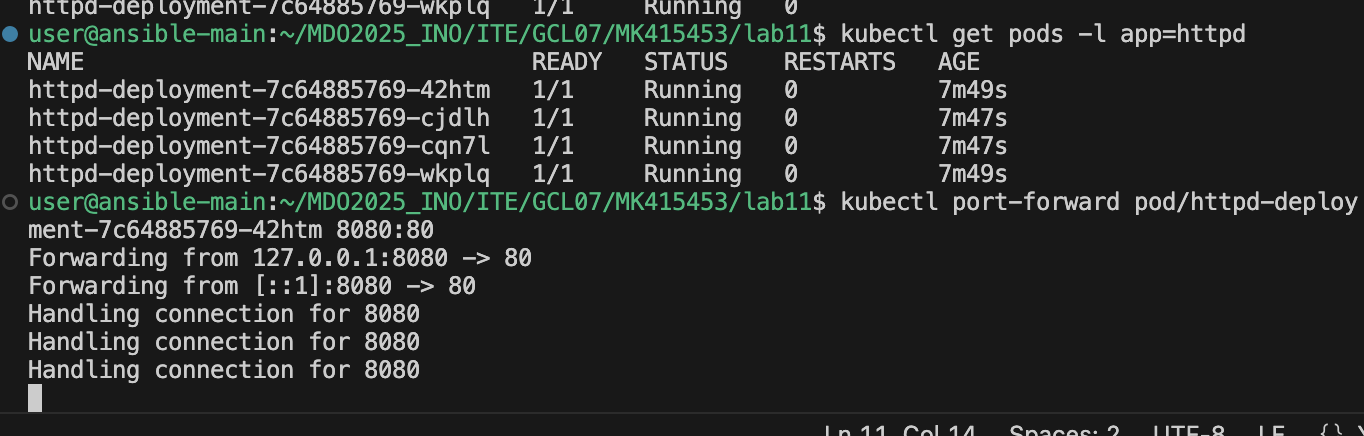 httpd-deployment-7c64885769-wkplq   1/1     Running   0
user@ansible-main:~/MDO2025_INO/ITE/GCL07/MK415453/lab11$ kubectl get pods -l app=httpd
NAME                                READY   STATUS    RESTARTS   AGE
httpd-deployment-7c64885769-42htm   1/1     Running   0          7m49s
httpd-deployment-7c64885769-cjdlh   1/1     Running   0          7m47s
httpd-deployment-7c64885769-cqn7l   1/1     Running   0          7m47s
httpd-deployment-7c64885769-wkplq   1/1     Running   0          7m49s
user@ansible-main:~/MDO2025_INO/ITE/GCL07/MK415453/lab11$ kubectl port-forward pod/httpd-deploy
ment-7c64885769-42htm 8080:80
Forwarding from 127.0.0.1:8080 -> 80
Forwarding from [::1]:8080 -> 80
Handling connection for 8080
Handling connection for 8080
Handling connection for 8080
Ln 11, Col 14   Spaces: 2   UTF-8   LF   {}